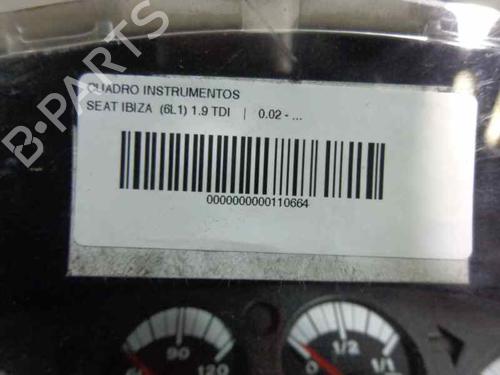 B-PARTS
CUADRO INSTRUMENTOS
SEAT IBIZA (6L1) 1.9 TDI | 0.02 - ...
0000000000110664
90
120
0
1/2
1/1